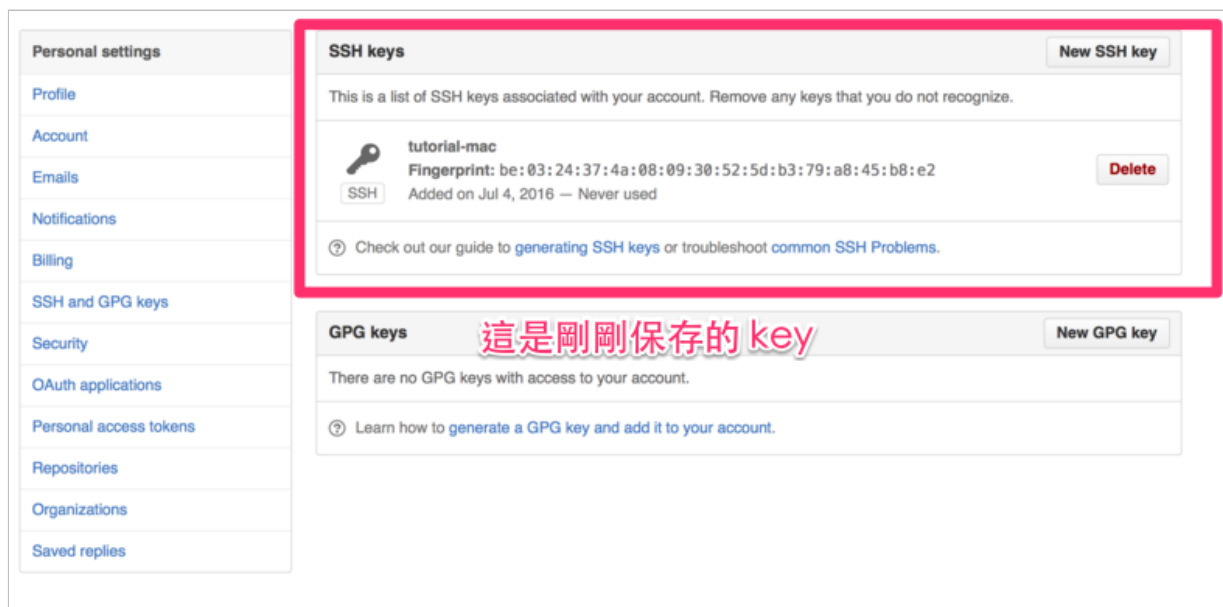 Personal settings
Profile
Account
Emails
Notifications
Billing
SSH and GPG keys
Security
OAuth applications
Personal access tokens
Repositories
Organizations
Saved replies
SSH keys
New SSH key
This is a list of SSH keys associated with your account. Remove any keys that you do not recognize.
tutorial-mac
Fingerprint: be:03:24:37:4a:08:09:30:52:5d:b3:79:a8:45:b8:e2
Delete
SSH
Added on Jul 4, 2016 — Never used
Check out our guide to generating SSH keys or troubleshoot common SSH Problems.
GPG keys
這是剛剛保存的 key
New GPG key
There are no GPG keys with access to your account.
Learn how to generate a GPG key and add it to your account.